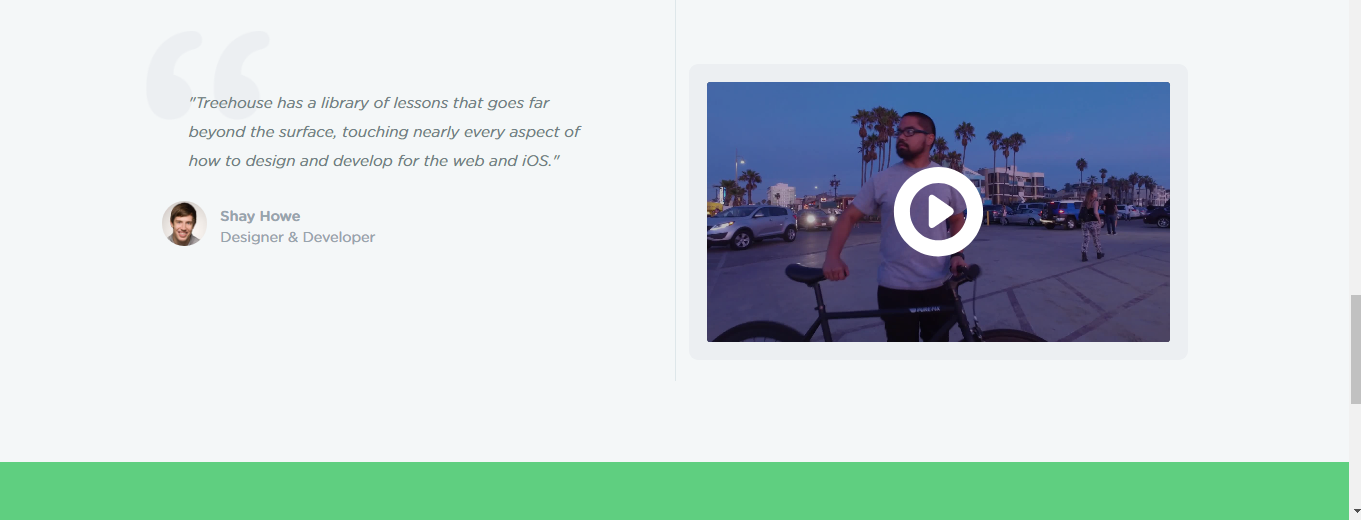 "Treehouse has a library of lessons that goes far
beyond the surface, touching nearly every aspect of
how to design and develop for the web and iOS."
Shay Howe
Designer & Developer